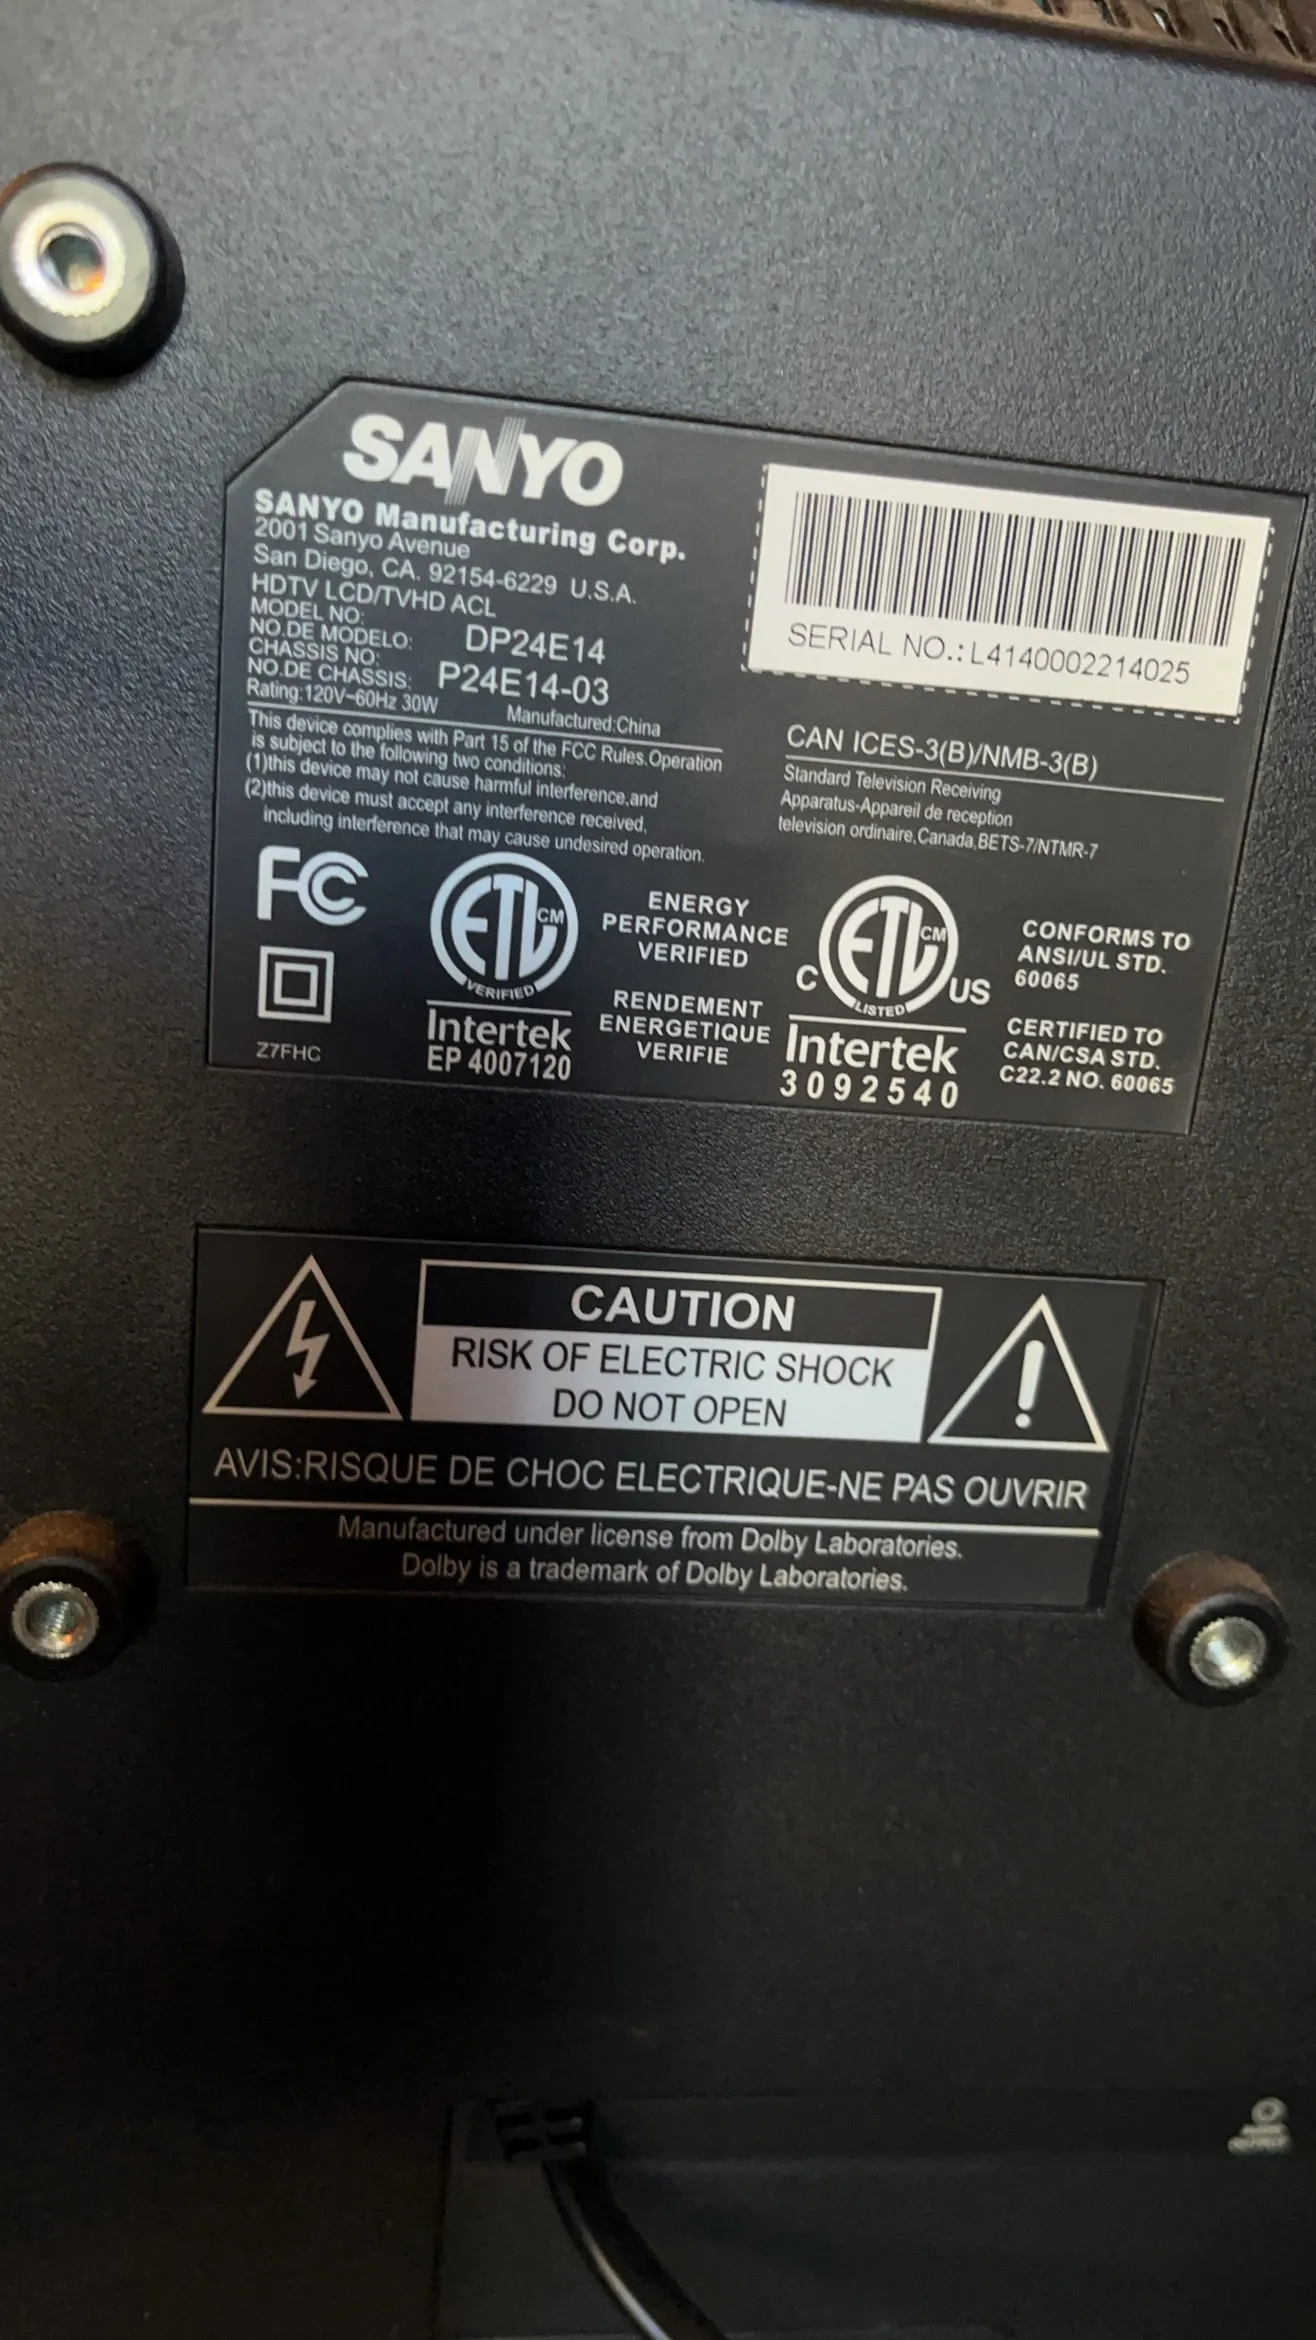 SANYO
SANYO Manufacturing Corp.
2001 Sanyo Avenue
San Diego, CA. 92154-6229 U.S.A.
HDTV LCD/TVHD ACL
MODEL NO:
NO.DE MODELO: DP24E14
CHASSIS NO:
NO.DE CHASSIS: P24E14-03
Rating:120V~60Hz 30W Manufactured:China
This device complies with Part 15 of the FCC Rules.Operation
is subject to the following two conditions:
(1)this device may not cause harmful interference,and
(2)this device must accept any interference received,
including interference that may cause undesired operation.
SERIAL NO.: L4140002214025
CAN ICES-3(B)/NMB-3(B)
Standard Television Receiving
Apparatus-Appareil de reception
television ordinaire,Canada,BETS-7/NTMR-7
FC
Z7FHC
ETL CM
VERIFIED
Intertek
EP 4007120
ENERGY
PERFORMANCE
VERIFIED
RENDEMENT
ENERGETIQUE
VERIFIE
C ETL CM US
LISTED
Intertek
3092540
CONFORMS TO
ANSI/UL STD.
60065
CERTIFIED TO
CAN/CSA STD.
C22.2 NO. 60065
CAUTION
RISK OF ELECTRIC SHOCK
DO NOT OPEN
AVIS:RISQUE DE CHOC ELECTRIQUE-NE PAS OUVRIR
Manufactured under license from Dolby Laboratories.
Dolby is a trademark of Dolby Laboratories.